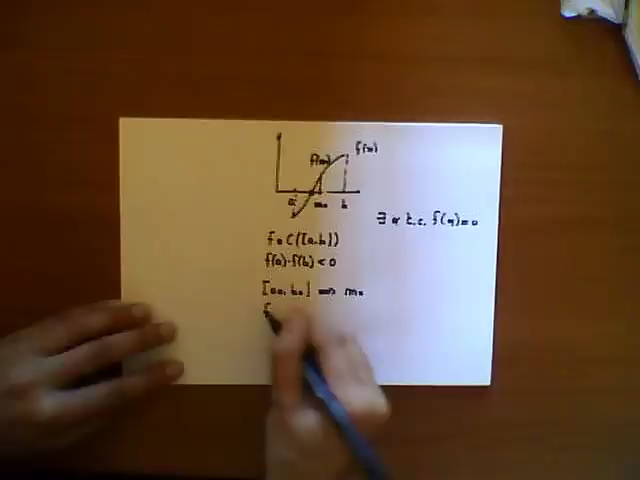 f(x)
f(m₀)
a m₀ b
∃ α t.c. f(α)=0
f ∈ C([a,b])
f(a)·f(b) < 0
[a₀, b₀] ⇒ m₀
f